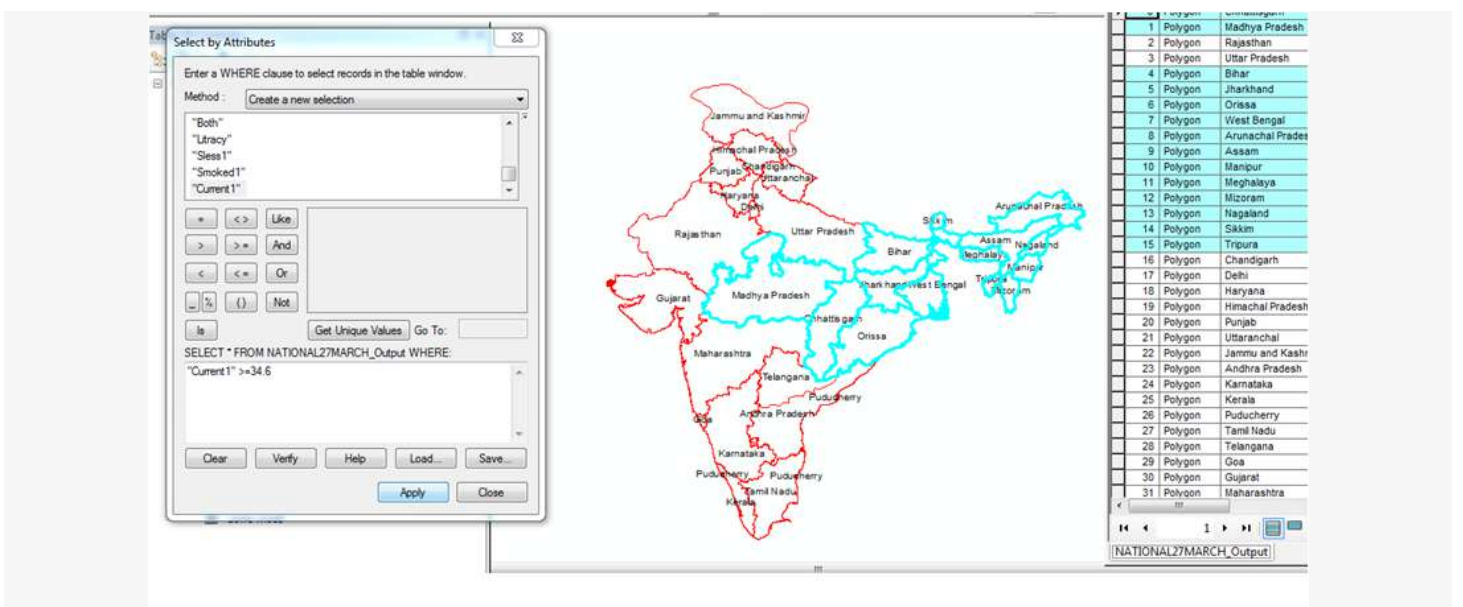 Select by Attributes
Enter a WHERE clause to select records in the table window.
Method : Create a new selection
"Both"
"Litracy"
"Sless1"
"Smoked1"
"Current1"
= < > Like
> > = And
< < = Or
_ % () Not
Is Get Unique Values Go To:
SELECT * FROM NATIONAL27MARCH_Output WHERE:
"Current1" >=34.6
Clear Verify Help Load... Save...
Apply Close
Jammu and Kashmir
Himachal Pradesh
Punjab Chandigarh
Uttaranchal
Haryana
Delhi
Arunachal Pradesh
Sikkim
Rajasthan Uttar Pradesh
Assam Nagaland
Bihar
Meghalaya
Manipur
Jharkhand West Bengal Tripura
Mizoram
Gujarat Madhya Pradesh
Chhattisgarh
Orissa
Maharashtra
Telangana
Puducherry
Goa Andhra Pradesh
Karnataka
Puducherry Puducherry
Tamil Nadu
Kerala
1 Polygon Madhya Pradesh
2 Polygon Rajasthan
3 Polygon Uttar Pradesh
4 Polygon Bihar
5 Polygon Jharkhand
6 Polygon Orissa
7 Polygon West Bengal
8 Polygon Arunachal Prades
9 Polygon Assam
10 Polygon Manipur
11 Polygon Meghalaya
12 Polygon Mizoram
13 Polygon Nagaland
14 Polygon Sikkim
15 Polygon Tripura
16 Polygon Chandigarh
17 Polygon Delhi
18 Polygon Haryana
19 Polygon Himachal Pradesh
20 Polygon Punjab
21 Polygon Uttaranchal
22 Polygon Jammu and Kashm
23 Polygon Andhra Pradesh
24 Polygon Karnataka
25 Polygon Kerala
26 Polygon Puducherry
27 Polygon Tamil Nadu
28 Polygon Telangana
29 Polygon Goa
30 Polygon Gujarat
31 Polygon Maharashtra
1
NATIONAL27MARCH_Output